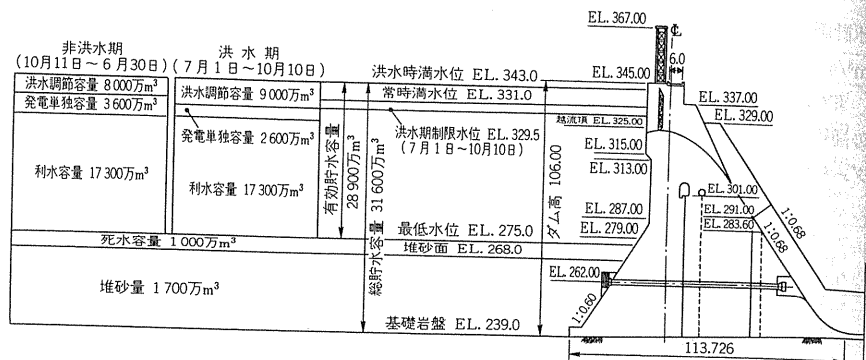 非洪水期
(10月11日～6月30日)
洪水期
(7月1日～10月10日)
洪水調節容量 8 000万m³
洪水調節容量 9 000万m³
発電単独容量 3 600万m³
発電単独容量 2 600万m³
利水容量 17 300万m³
利水容量 17 300万m³
死水容量 1 000万m³
堆砂量 1 700万m³
有効貯水容量
28 900万m³
総貯水容量 31 600万m³
洪水時満水位 EL. 343.0
常時満水位 EL. 331.0
洪水期制限水位 EL. 329.5
(7月1日～10月10日)
最低水位 EL. 275.0
堆砂面 EL. 268.0
基礎岩盤 EL. 239.0
ダム高 106.00
EL. 367.00
℄
6.0
EL. 345.00
EL. 337.00
EL. 329.00
越流頂 EL. 325.00
EL. 315.00
EL. 313.00
EL. 301.00
EL. 291.00
EL. 287.00
EL. 283.60
EL. 279.00
EL. 262.00
1:0.68
1:0.68
1:0.60
113.726